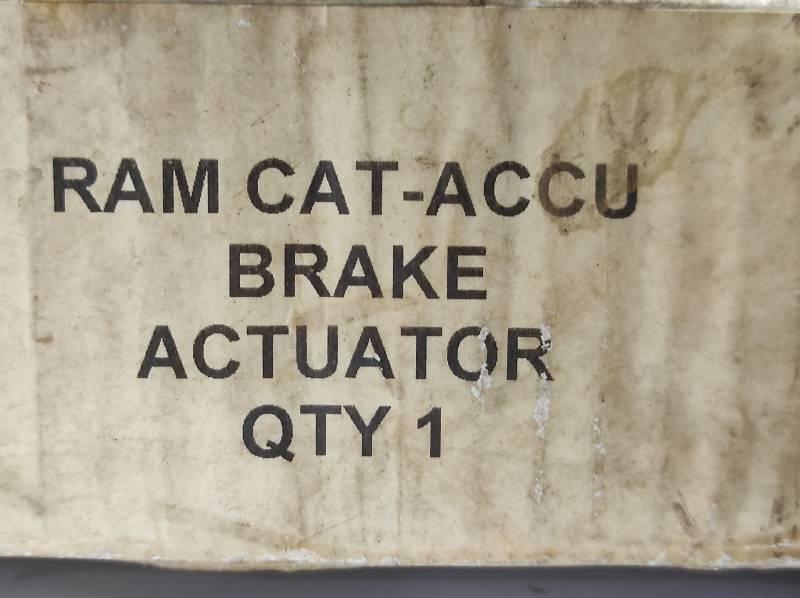 RAM CAT-ACCU
BRAKE
ACTUATOR
QTY 1